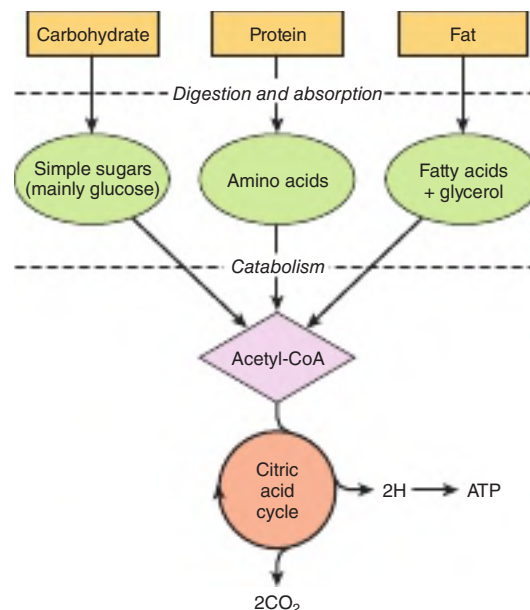 Carbohydrate
Protein
Fat
Digestion and absorption
Simple sugars
(mainly glucose)
Amino acids
Fatty acids
+ glycerol
Catabolism
Acetyl-CoA
Citric
acid
cycle
2H
ATP
2CO₂